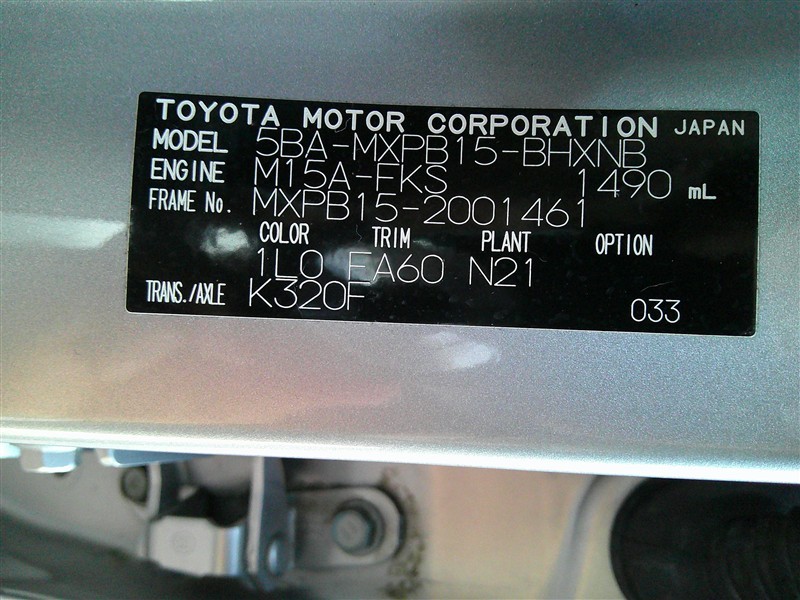 TOYOTA MOTOR CORPORATION JAPAN
MODEL 5BA-MXPB15-BHXNB
ENGINE M15A-FKS 1490 mL
FRAME No. MXPB15-2001461
COLOR TRIM PLANT OPTION
1L0 FA60 N21
TRANS./AXLE K320F 033